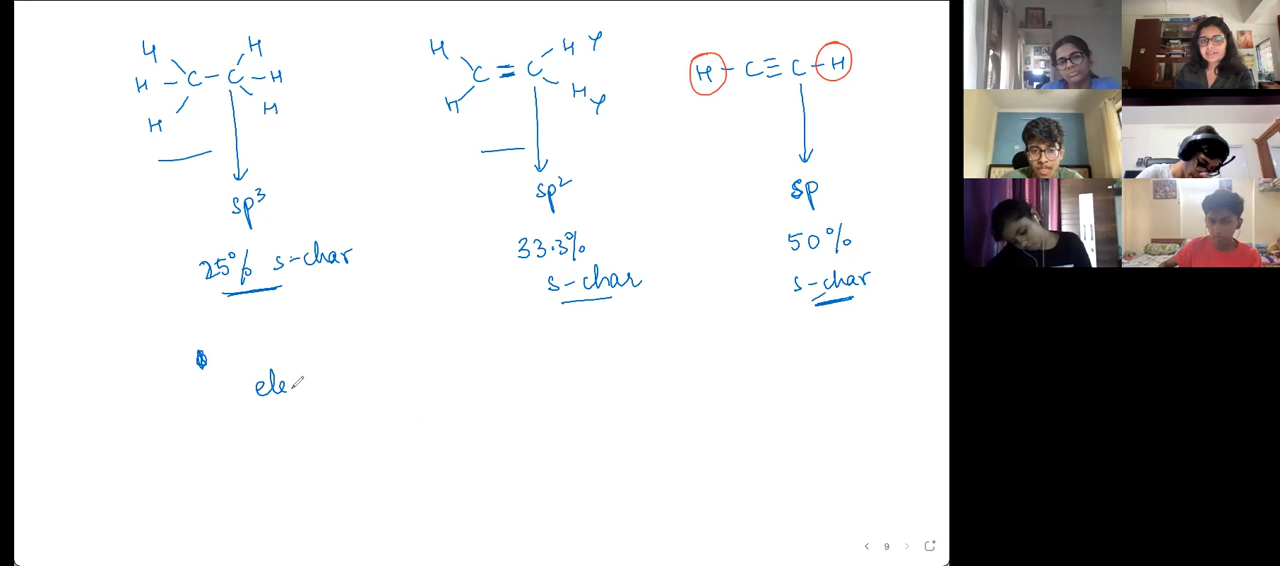 H H
H - C - C - H
H H
sp³
25% s-char
H H
C = C
H H
sp²
33.3%
s-char
H - C ≡ C - H
sp
50%
s-char
ele
9